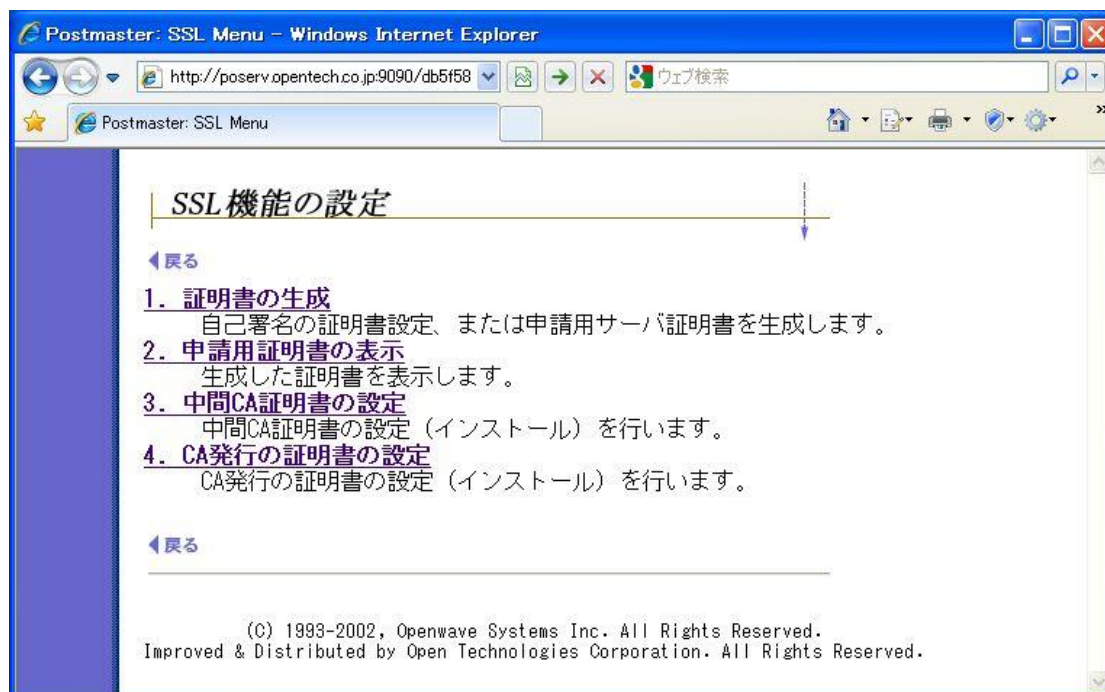 Postmaster: SSL Menu - Windows Internet Explorer
http://poserv.opentech.co.jp:9090/db5f58
ウェブ検索
Postmaster: SSL Menu
SSL機能の設定
戻る
1. 証明書の生成
自己署名の証明書設定、または申請用サーバ証明書を生成します。
2. 申請用証明書の表示
生成した証明書を表示します。
3. 中間CA証明書の設定
中間CA証明書の設定（インストール）を行います。
4. CA発行の証明書の設定
CA発行の証明書の設定（インストール）を行います。
戻る
(C) 1993-2002, Openwave Systems Inc. All Rights Reserved.
Improved & Distributed by Open Technologies Corporation. All Rights Reserved.